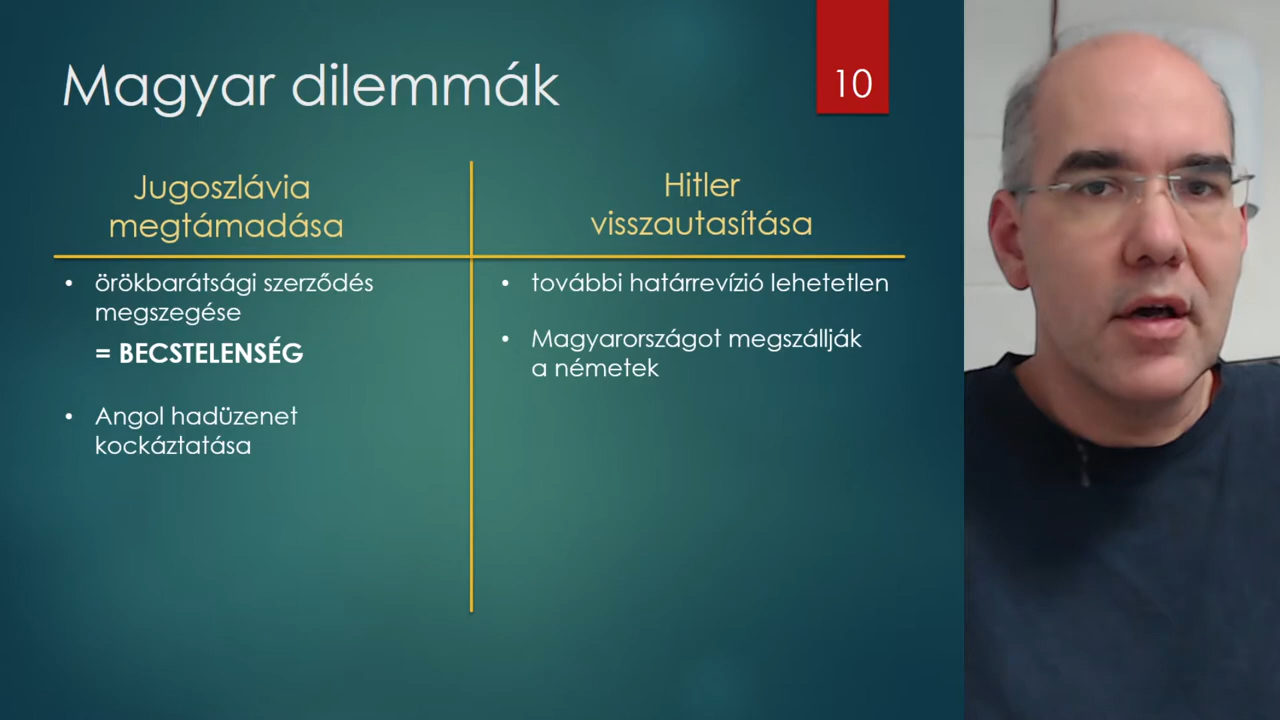 Magyar dilemmák
10
Jugoszlávia
megtámadása
örökbarátsági szerződés
megszegése
= BECSTELENSÉG
• Angol hadüzenet
kockáztatása
Hitler
visszautasítása
• további határrevízió lehetetlen
• Magyarországot megszállják
a németek